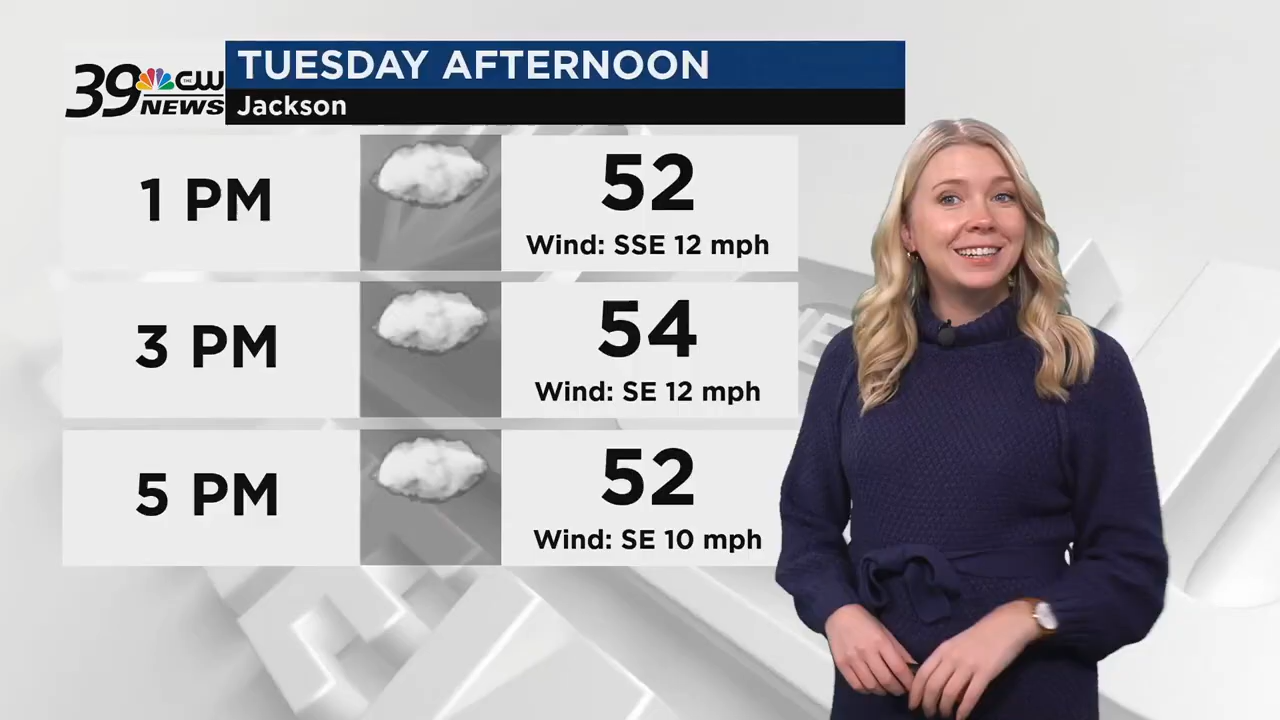 TUESDAY AFTERNOON
39 THE CW
NEWS
Jackson
1 PM
52
Wind: SSE 12 mph
3 PM
54
Wind: SE 12 mph
5 PM
52
Wind: SE 10 mph